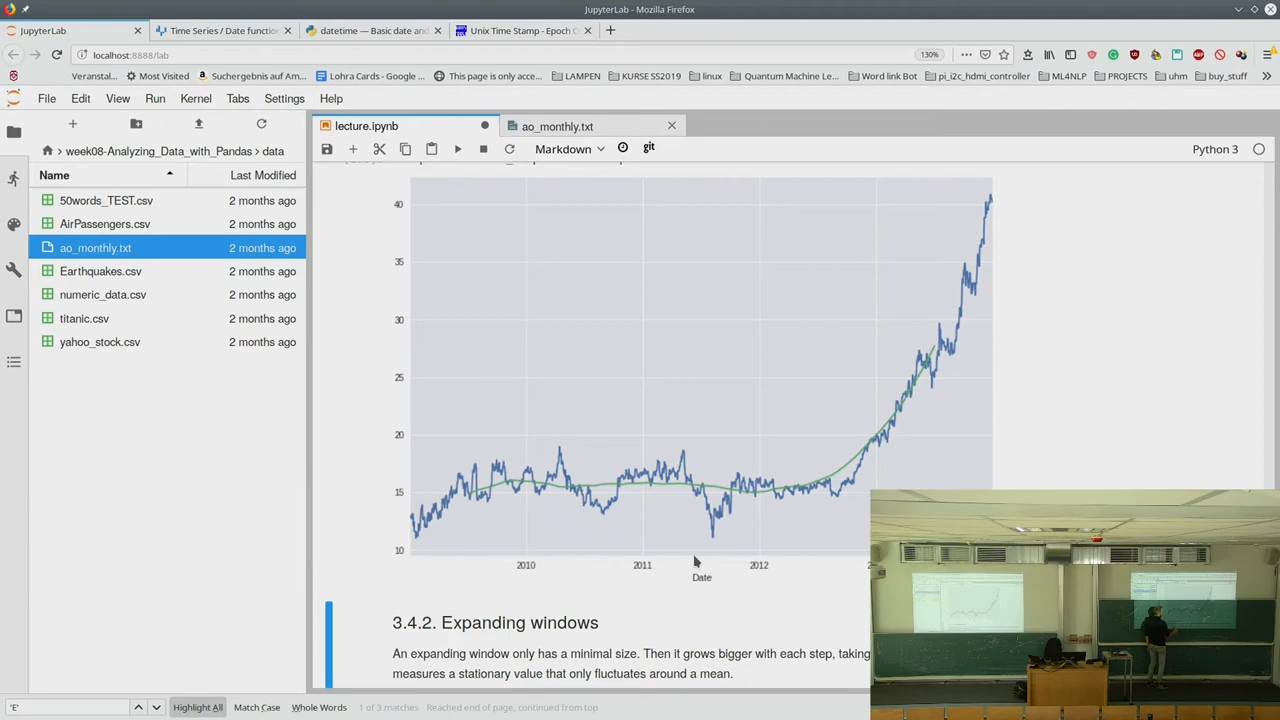 JupyterLab - Mozilla Firefox
JupyterLab
Time Series / Date functio
datetime — Basic date and
Unix Time Stamp - Epoch C
localhost:8888/lab
130%
Veranstal...
Most Visited
Suchergebnis auf Am...
Lohra Cards - Google ...
This page is only acce...
LAMPEN
KURSE SS2019
linux
Quantum Machine Le...
Word link Bot
pi_i2c_hdmi_controller
ML4NLP
PROJECTS
uhm
buy_stuff
File
Edit
View
Run
Kernel
Tabs
Settings
Help
lecture.ipynb
ao_monthly.txt
Markdown
git
Python 3
week08-Analyzing_Data_with_Pandas
data
Name
Last Modified
50words_TEST.csv
2 months ago
AirPassengers.csv
2 months ago
ao_monthly.txt
2 months ago
Earthquakes.csv
2 months ago
numeric_data.csv
2 months ago
titanic.csv
2 months ago
yahoo_stock.csv
2 months ago
40
35
30
25
20
15
10
2010
2011
2012
Date
3.4.2. Expanding windows
An expanding window only has a minimal size. Then it grows bigger with each step, taking
measures a stationary value that only fluctuates around a mean.
'E'
Highlight All
Match Case
Whole Words
1 of 3 matches
Reached end of page, continued from top